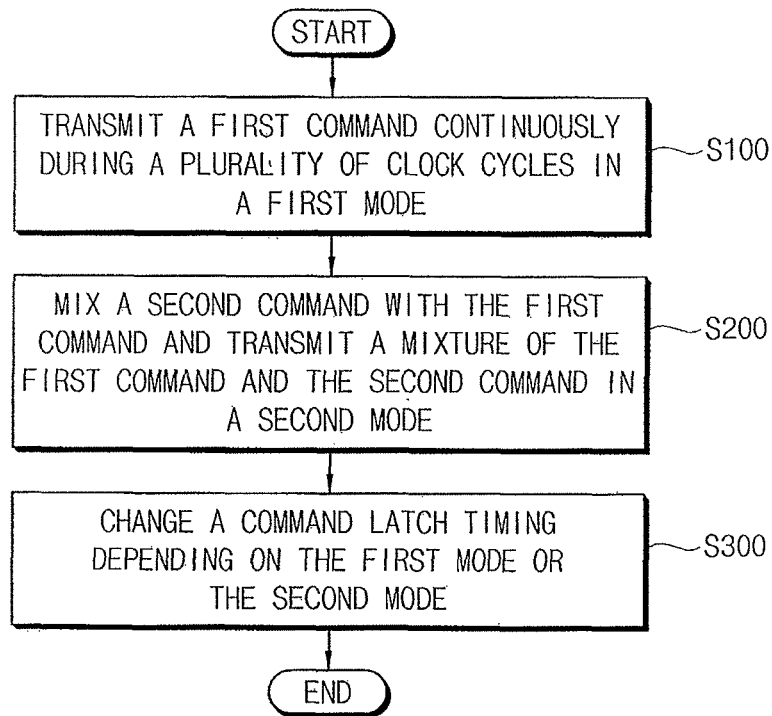 START
TRANSMIT A FIRST COMMAND CONTINUOUSLY
DURING A PLURALITY OF CLOCK CYCLES IN
A FIRST MODE
S100
MIX A SECOND COMMAND WITH THE FIRST
COMMAND AND TRANSMIT A MIXTURE OF THE
FIRST COMMAND AND THE SECOND COMMAND IN
A SECOND MODE
S200
CHANGE A COMMAND LATCH TIMING
DEPENDING ON THE FIRST MODE OR
THE SECOND MODE
S300
END